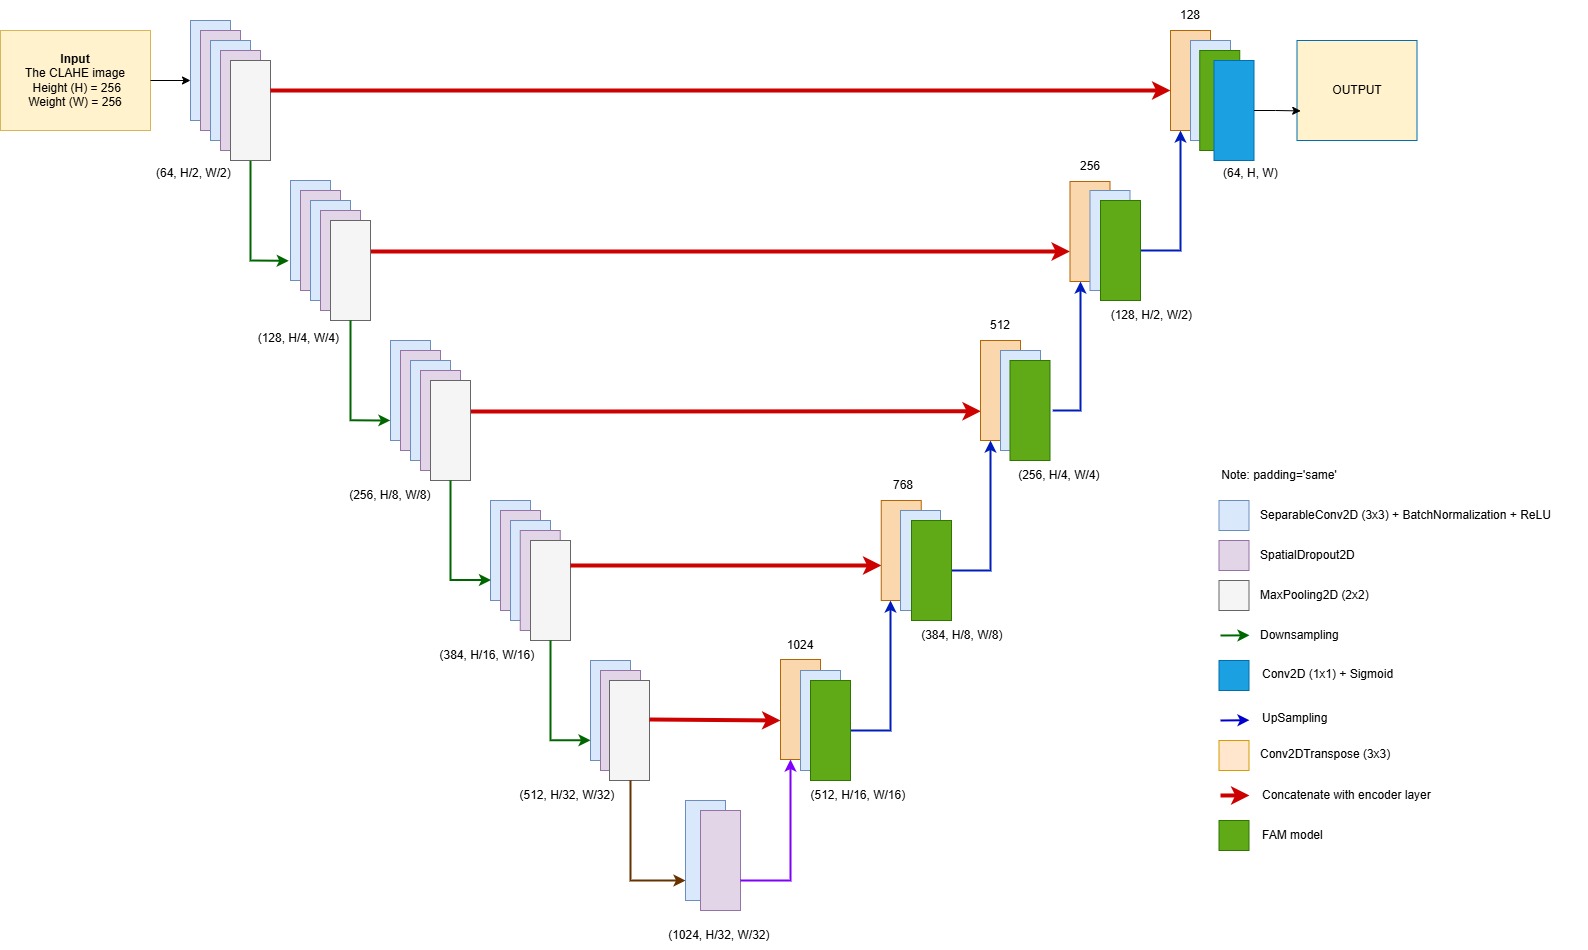 Input
The CLAHE image
Height (H) = 256
Weight (W) = 256
(64, H/2, W/2)
(128, H/4, W/4)
(256, H/8, W/8)
(384, H/16, W/16)
(512, H/32, W/32)
(1024, H/32, W/32)
1024
(512, H/16, W/16)
768
(384, H/8, W/8)
512
(256, H/4, W/4)
256
(128, H/2, W/2)
128
(64, H, W)
OUTPUT
Note: padding='same'
SeparableConv2D (3x3) + BatchNormalization + ReLU
SpatialDropout2D
MaxPooling2D (2x2)
Downsampling
Conv2D (1x1) + Sigmoid
UpSampling
Conv2DTranspose (3x3)
Concatenate with encoder layer
FAM model